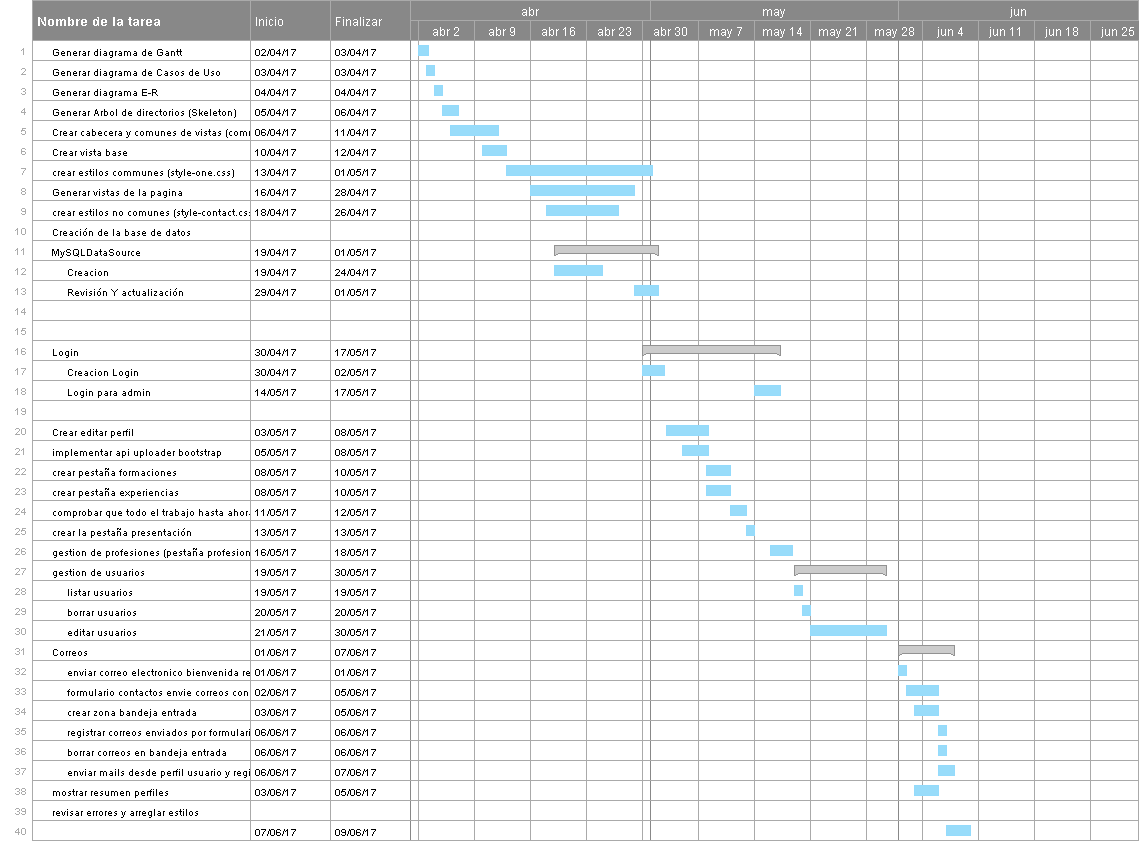 Nombre de la tarea Inicio Finalizar abr may jun
abr 2 abr 9 abr 16 abr 23 abr 30 may 7 may 14 may 21 may 28 jun 4 jun 11 jun 18 jun 25
1 Generar diagrama de Gantt 02/04/17 03/04/17
2 Generar diagrama de Casos de Uso 03/04/17 03/04/17
3 Generar diagrama E-R 04/04/17 04/04/17
4 Generar Arbol de directorios (Skeleton) 05/04/17 06/04/17
5 Crear cabecera y comunes de vistas (com 06/04/17 11/04/17
6 Crear vista base 10/04/17 12/04/17
7 crear estilos communes (style-one.css) 13/04/17 01/05/17
8 Generar vistas de la pagina 16/04/17 28/04/17
9 crear estilos no comunes (style-contact.cs 18/04/17 26/04/17
10 Creación de la base de datos
11 MySQLDataSource 19/04/17 01/05/17
12 Creacion 19/04/17 24/04/17
13 Revisión Y actualización 29/04/17 01/05/17
14
15
16 Login 30/04/17 17/05/17
17 Creacion Login 30/04/17 02/05/17
18 Login para admin 14/05/17 17/05/17
19
20 Crear editar perfil 03/05/17 08/05/17
21 implementar api uploader bootstrap 05/05/17 08/05/17
22 crear pestaña formaciones 08/05/17 10/05/17
23 crear pestaña experiencias 08/05/17 10/05/17
24 comprobar que todo el trabajo hasta ahor 11/05/17 12/05/17
25 crear la pestaña presentación 13/05/17 13/05/17
26 gestion de profesiones (pestaña profesion 16/05/17 18/05/17
27 gestion de usuarios 19/05/17 30/05/17
28 listar usuarios 19/05/17 19/05/17
29 borrar usuarios 20/05/17 20/05/17
30 editar usuarios 21/05/17 30/05/17
31 Correos 01/06/17 07/06/17
32 enviar correo electronico bienvenida re 01/06/17 01/06/17
33 formulario contactos envie correos con 02/06/17 05/06/17
34 crear zona bandeja entrada 03/06/17 05/06/17
35 registrar correos enviados por formulari 06/06/17 06/06/17
36 borrar correos en bandeja entrada 06/06/17 06/06/17
37 enviar mails desde perfil usuario y regi 06/06/17 07/06/17
38 mostrar resumen perfiles 03/06/17 05/06/17
39 revisar errores y arreglar estilos
40 07/06/17 09/06/17